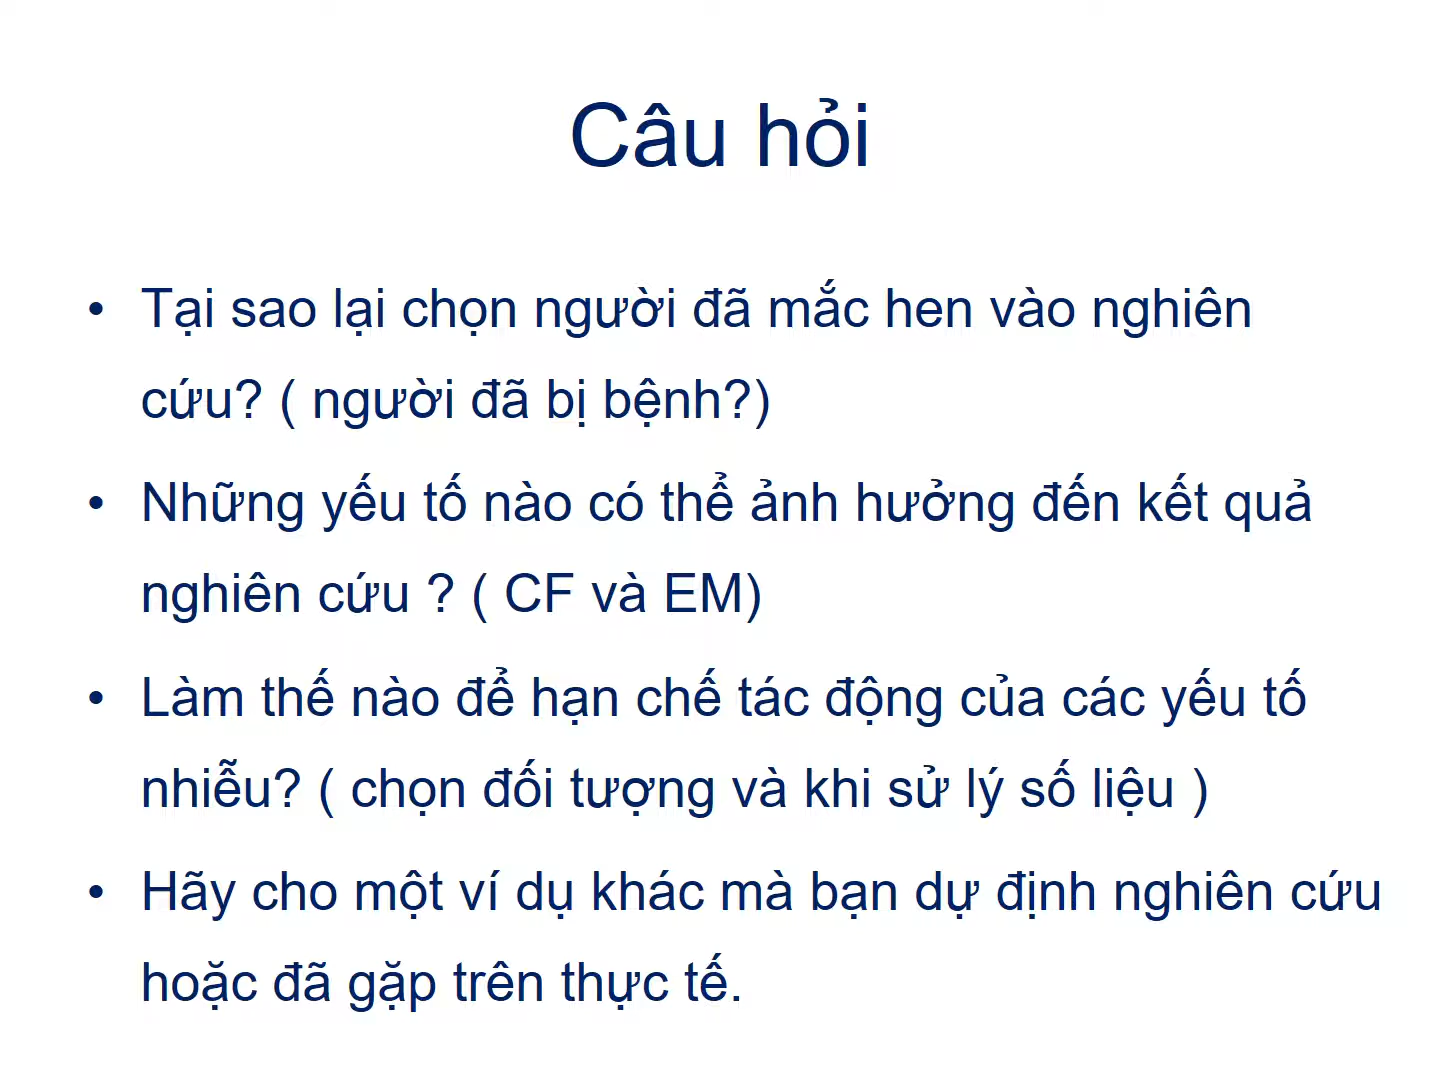 Câu hỏi
• Tại sao lại chọn người đã mắc hen vào nghiên
cứu? ( người đã bị bệnh?)
• Những yếu tố nào có thể ảnh hưởng đến kết quả
nghiên cứu ? ( CF và EM)
• Làm thế nào để hạn chế tác động của các yếu tố
nhiễu? ( chọn đối tượng và khi sử lý số liệu )
• Hãy cho một ví dụ khác mà bạn dự định nghiên cứu
hoặc đã gặp trên thực tế.